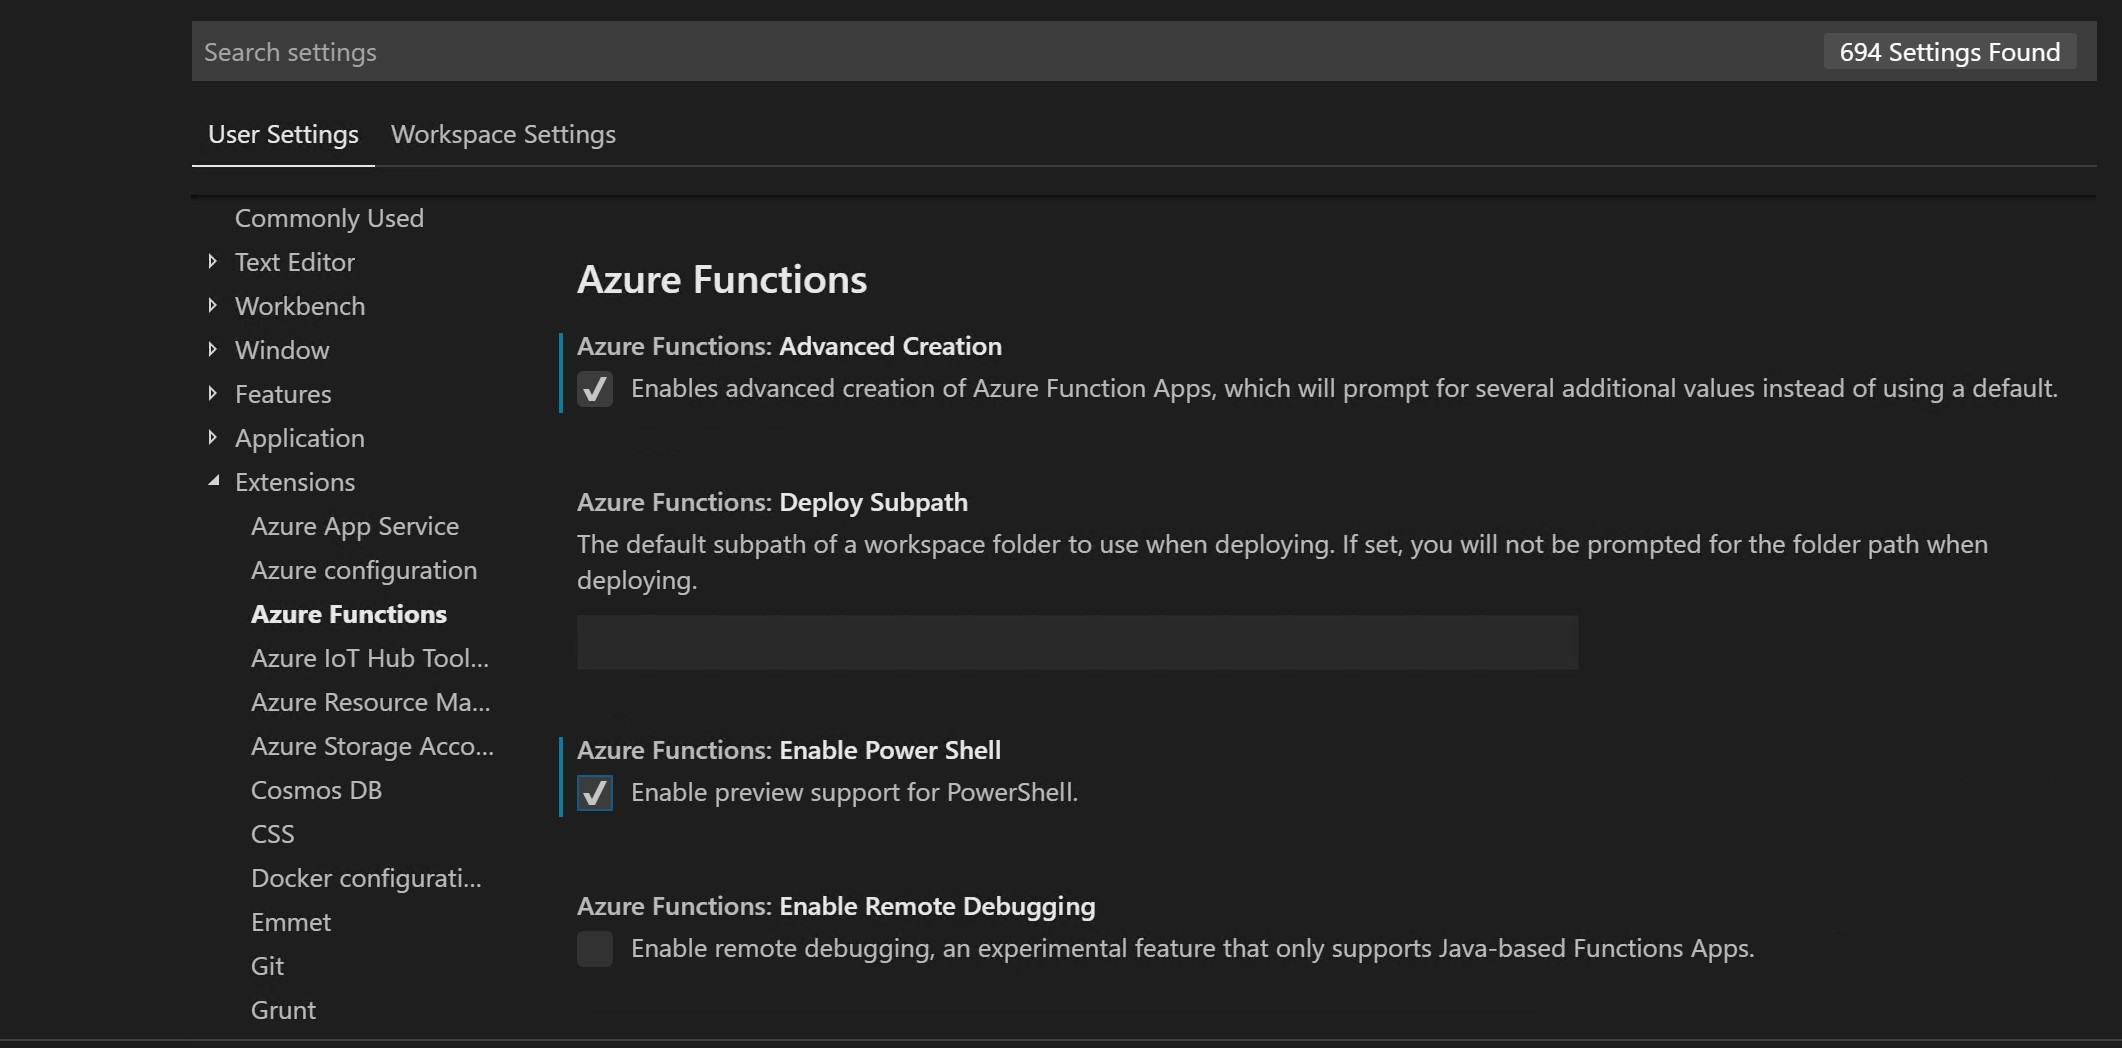 Search settings
694 Settings Found
User Settings
Workspace Settings
Commonly Used
Text Editor
Workbench
Window
Features
Application
Extensions
Azure App Service
Azure configuration
Azure Functions
Azure IoT Hub Tool...
Azure Resource Ma...
Azure Storage Acco...
Cosmos DB
CSS
Docker configurati...
Emmet
Git
Grunt
Azure Functions
Azure Functions: Advanced Creation
Enables advanced creation of Azure Function Apps, which will prompt for several additional values instead of using a default.
Azure Functions: Deploy Subpath
The default subpath of a workspace folder to use when deploying. If set, you will not be prompted for the folder path when
deploying.
Azure Functions: Enable Power Shell
Enable preview support for PowerShell.
Azure Functions: Enable Remote Debugging
Enable remote debugging, an experimental feature that only supports Java-based Functions Apps.